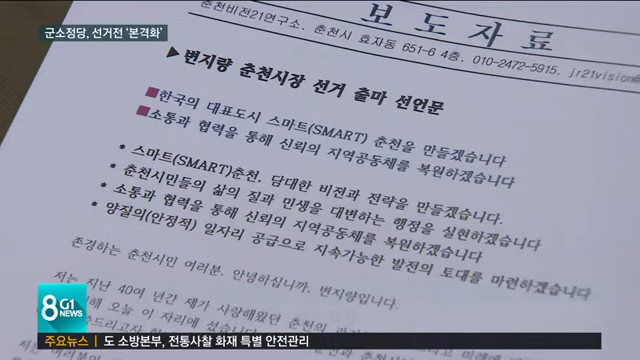 군소정당, 선거전 '본격화'
보도자료
춘천비전21연구소. 춘천시 효자동 651-6 4층. 010-2472-5915. jr21vision@
▶변지량 춘천시장 선거 출마 선언문
■한국의 대표도시 스마트(SMART) 춘천을 만들겠습니다
■소통과 협력을 통해 신뢰의 지역공동체를 복원하겠습니다
* 스마트(SMART)춘천, 담대한 비전과 전략을 만들겠습니다.
* 춘천시민들의 삶의 질과 민생을 대변하는 행정을 실현하겠습니다
* 소통과 협력을 통해 신뢰의 지역공동체를 복원하겠습니다
* 양질의(안정적) 일자리 공급으로 지속가능한 발전의 토대를 마련하겠습니다
존경하는 춘천시민 여러분. 안녕하십니까. 변지량입니다.
저는 지난 40여 년간 제가 사랑해왔던 춘천의
오늘 이 자리에 섰습니다.
8 G1 NEWS
주요뉴스 도 소방본부, 전통사찰 화재 특별 안전관리